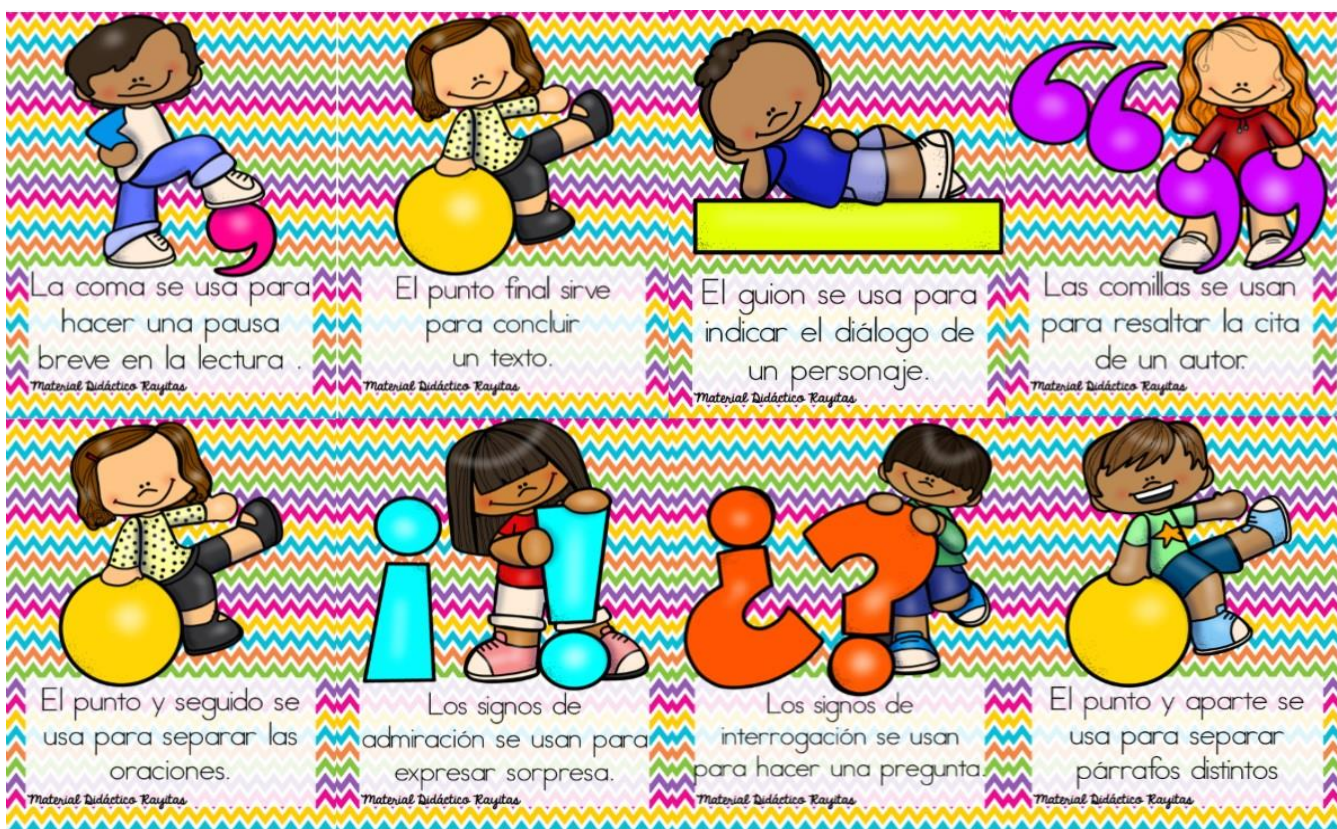 La coma se usa para
hacer una pausa
breve en la lectura .
Material Didáctico Rayitas
El punto final sirve
para concluir
un texto.
Material Didáctico Rayitas
El guion se usa para
indicar el diálogo de
un personaje.
Material Didáctico Rayitas
Las comillas se usan
para resaltar la cita
de un autor.
Material Didáctico Rayitas
El punto y seguido se
usa para separar las
oraciones.
Material Didáctico Rayitas
¡!
Los signos de
admiración se usan para
expresar sorpresa.
Material Didáctico Rayitas
¿?
Los signos de
interrogación se usan
para hacer una pregunta.
Material Didáctico Rayitas
El punto y aparte se
usa para separar
párrafos distintos
Material Didáctico Rayitas